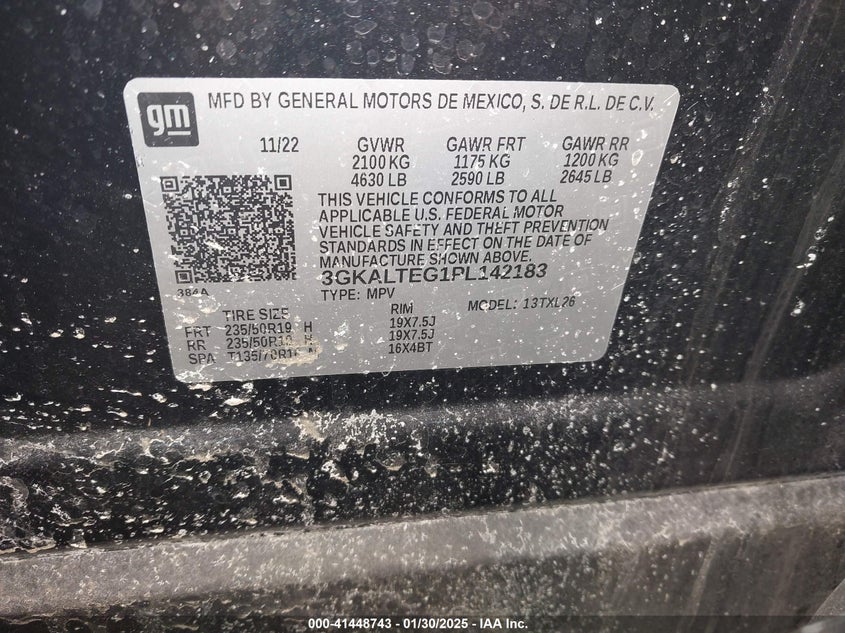 gm
MFD BY GENERAL MOTORS DE MEXICO, S. DE R.L. DE C.V.
11/22 GVWR GAWR FRT GAWR RR
2100 KG 1175 KG 1200 KG
4630 LB 2590 LB 2645 LB
THIS VEHICLE CONFORMS TO ALL
APPLICABLE U.S. FEDERAL MOTOR
VEHICLE SAFETY AND THEFT PREVENTION
STANDARDS IN EFFECT ON THE DATE OF
MANUFACTURE SHOWN ABOVE.
3GKALTEG1PL142183
384A TYPE: MPV MODEL: 13TXL26
TIRE SIZE RIM
FRT 235/50R19 H 19X7.5J
RR 235/50R19 H 19X7.5J
SPA T135/70R16 M 16X4BT
000-41448743 — 01/30/2025 — IAA Inc.